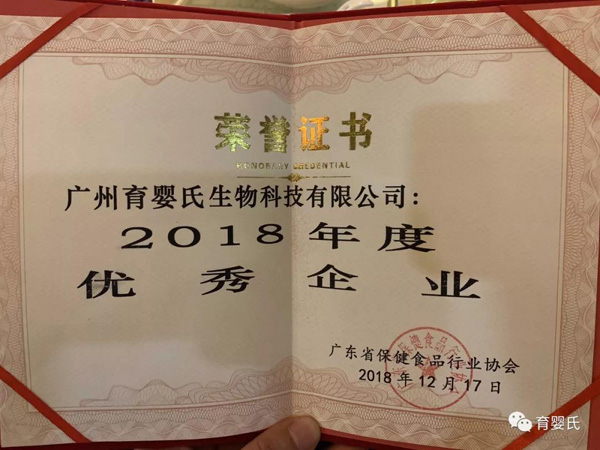 荣誉证书
HONORARY CREDENTIAL
广州育婴氏生物科技有限公司：
2018年度
优秀企业
广东省保健食品行业协会
2018年12月17日
育婴氏